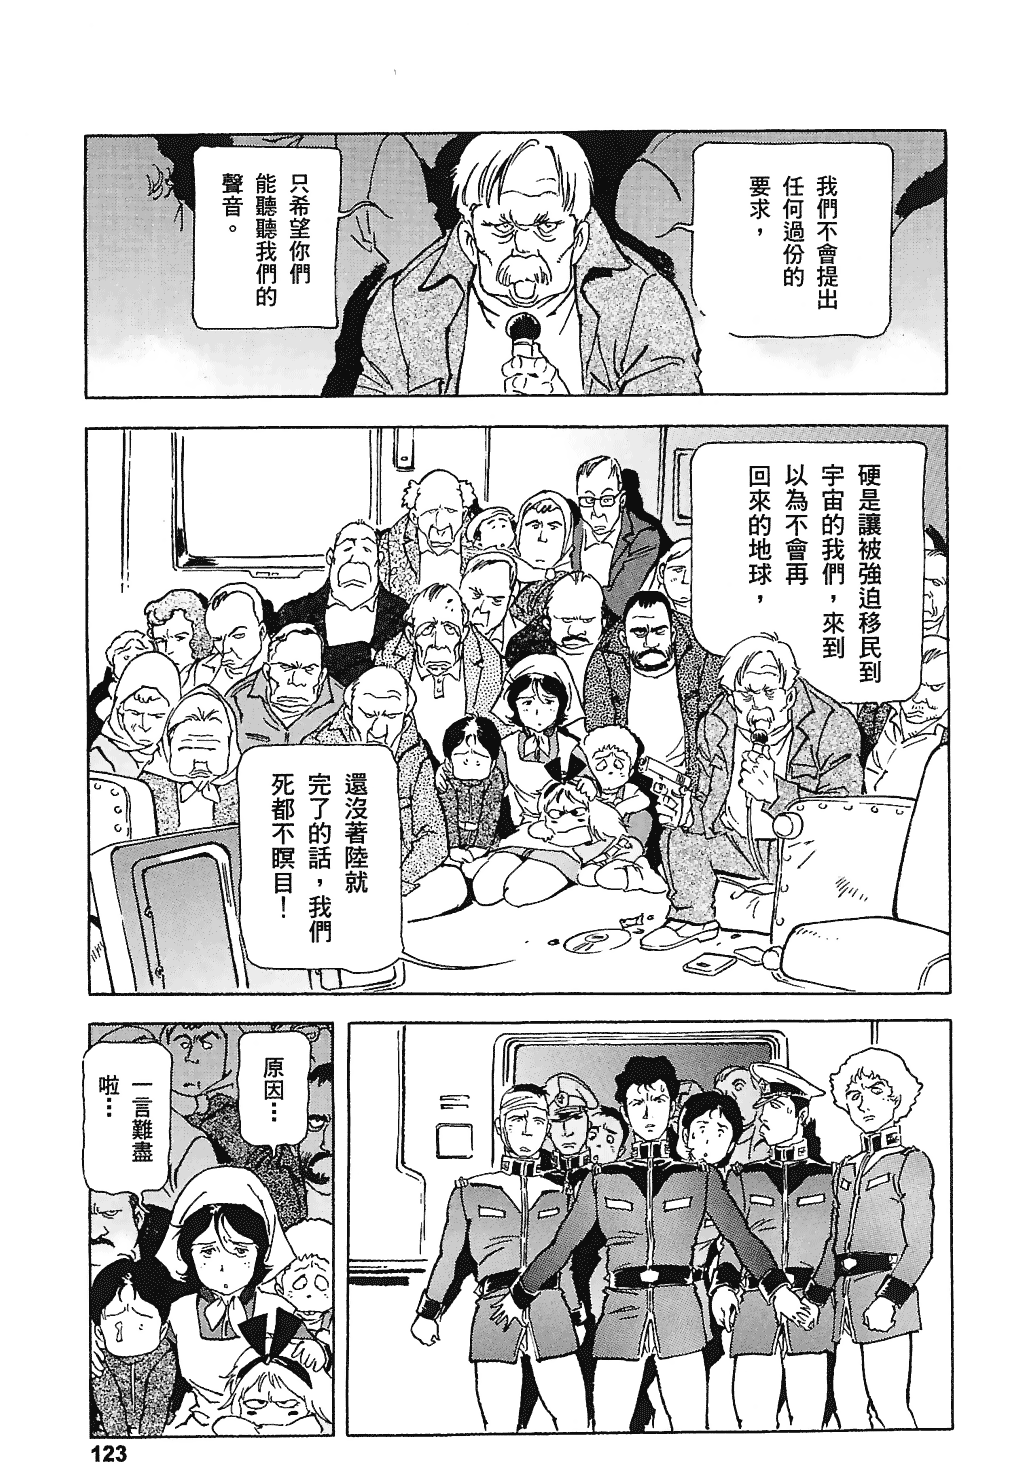 我們不會提出
任何過份的
要求，
只希望你們
能聽聽我們的
聲音。
硬是讓被強迫移民到
宇宙的我們，來到
以為不會再
回來的地球，
還沒著陸就
完了的話，我們
死都不瞑目！
原因…
一言難盡
啦…
123